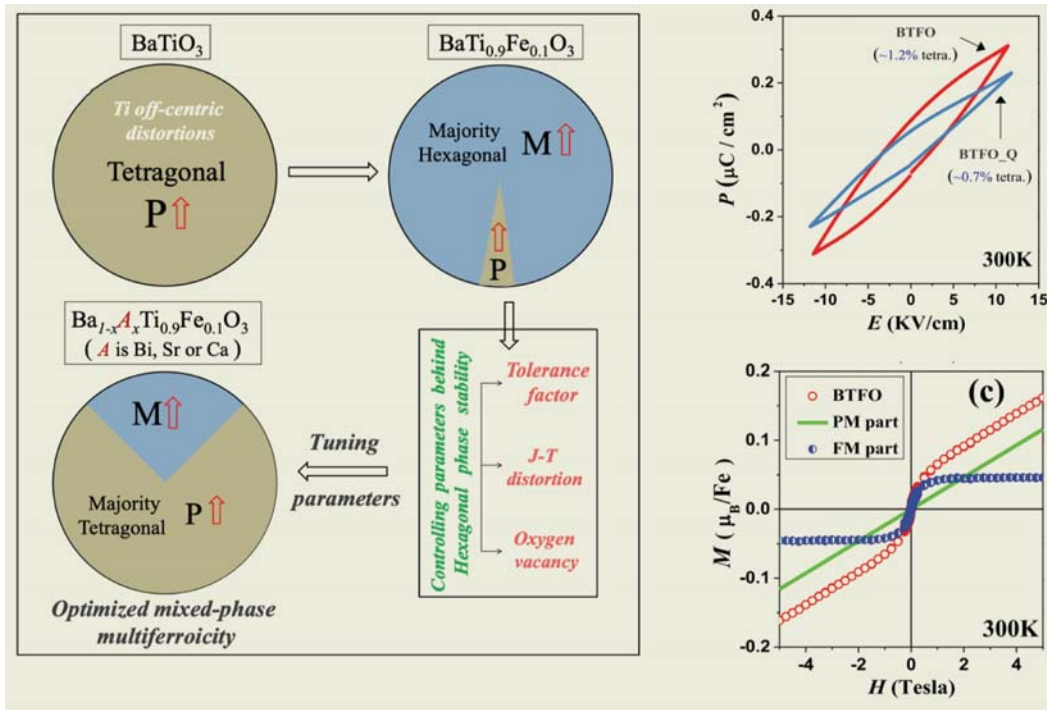 BaTiO₃
Ti off-centric
distortions
Tetragonal
P⇧
BaTi₀.₉Fe₀.₁O₃
Majority
Hexagonal
M⇧
⇧
P
Controlling parameters behind
Hexagonal phase stability
Tolerance
factor
J-T
distortion
Oxygen
vacancy
Tuning
parameters
Ba₁₋ₓAₓTi₀.₉Fe₀.₁O₃
( A is Bi, Sr or Ca )
M⇧
Majority
Tetragonal
P⇧
Optimized mixed-phase
multiferroicity
P (μC / cm²)
0.4
0.2
0.0
-0.2
-0.4
BTFO
(~1.2% tetra.)
BTFO_Q
(~0.7% tetra.)
300K
-15 -10 -5 0 5 10 15
E (KV/cm)
M (μB/Fe)
0.2
0.1
0.0
-0.1
-0.2
BTFO
PM part
FM part
(c)
300K
-4 -2 0 2 4
H (Tesla)